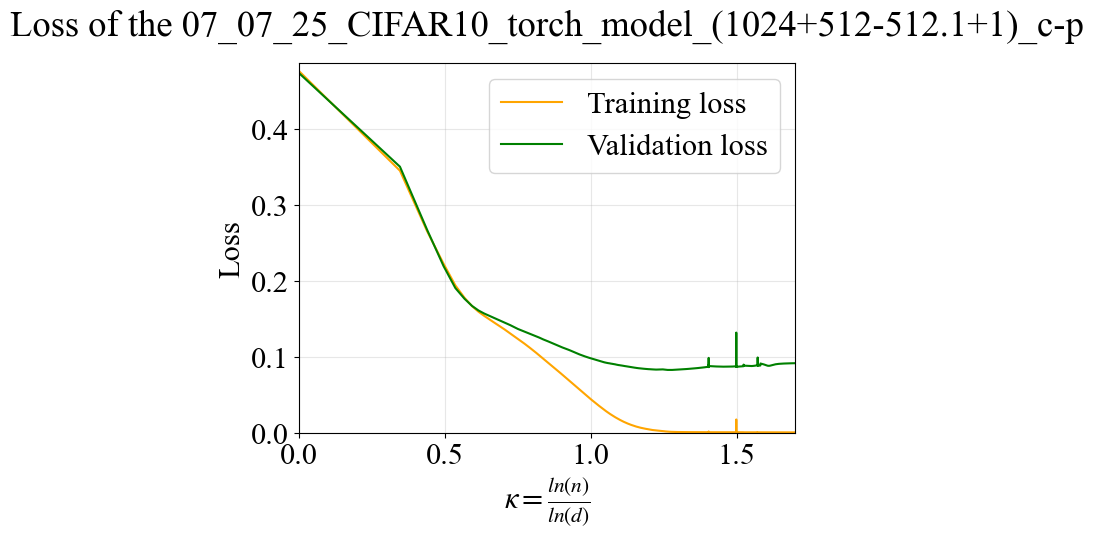 Loss of the 07_07_25_CIFAR10_torch_model_(1024+512-512.1+1)_c-p
Training loss
Validation loss
Loss
0.4
0.3
0.2
0.1
0.0
0.0 0.5 1.0 1.5
κ = ln(n)/ln(d)